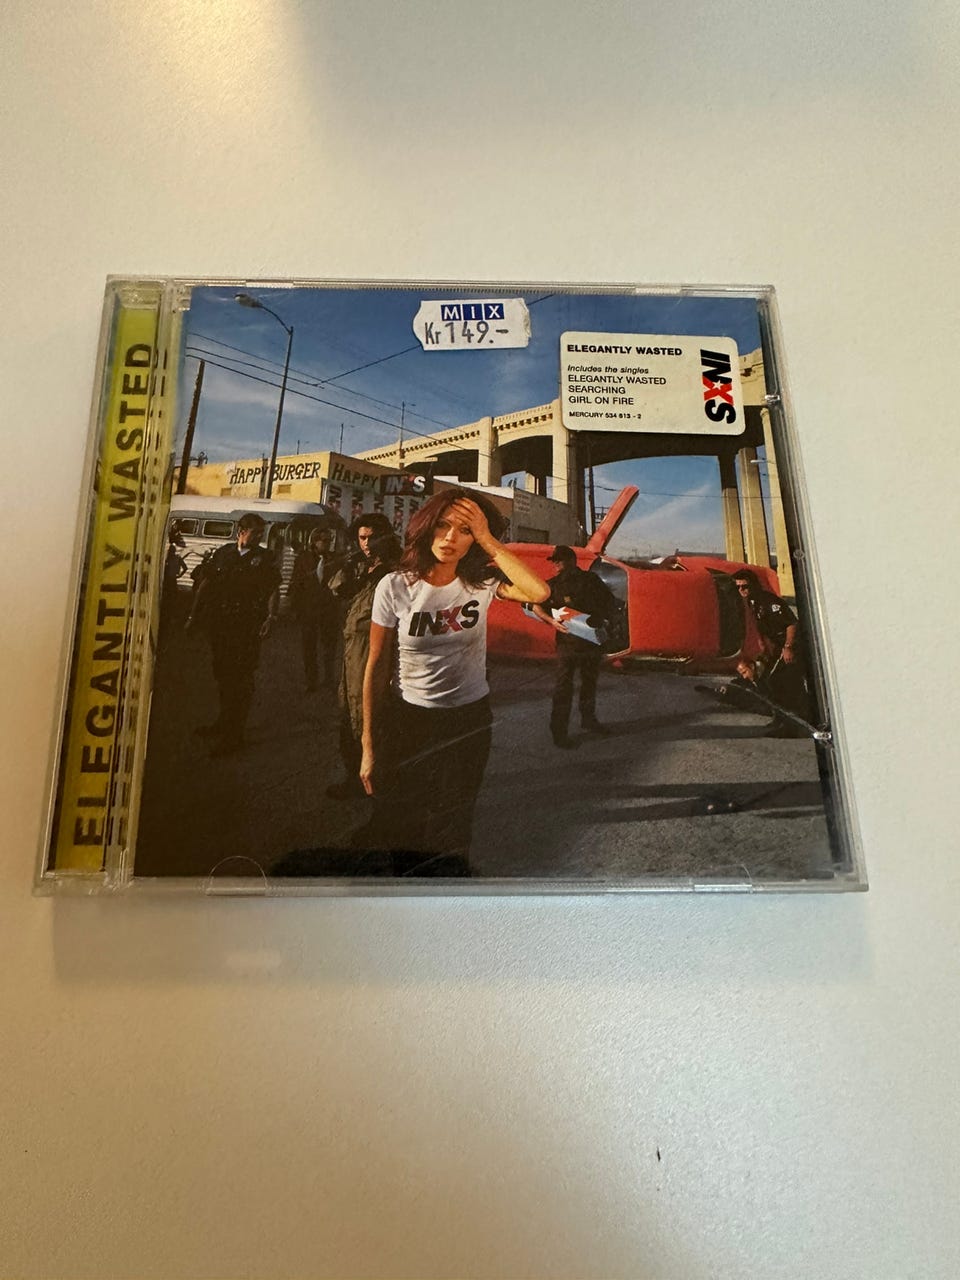 MIX
Kr 149.-
ELEGANTLY WASTED
Includes the singles
ELEGANTLY WASTED
SEARCHING
GIRL ON FIRE
MERCURY 534 613 - 2
INXS
HAPPY BURGER
HAPPY
INXS
INXS
ELEGANTLY WASTED